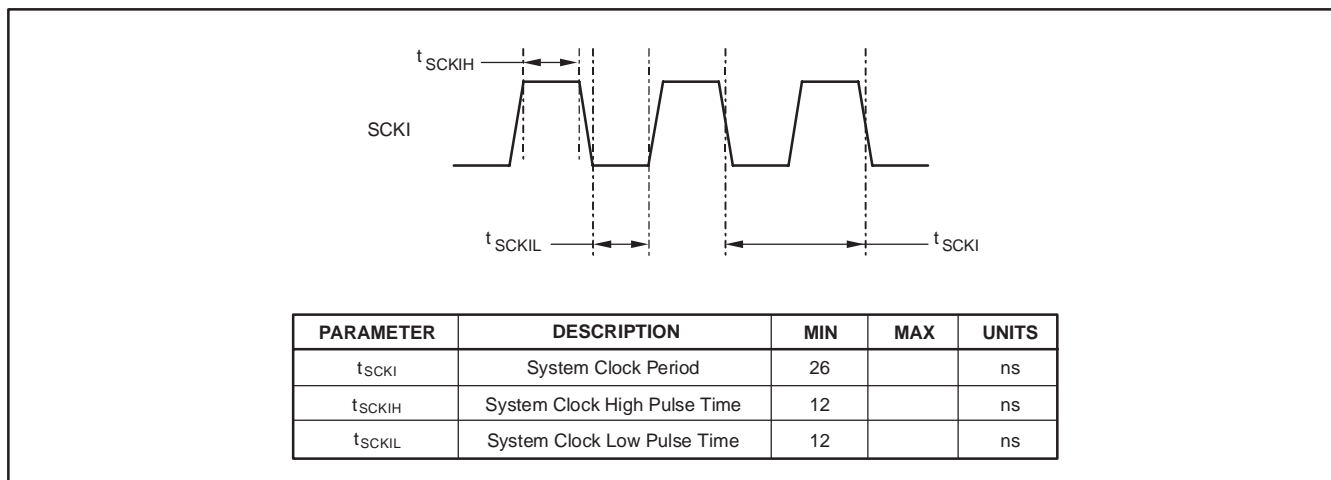 tSCKIH
SCKI
tSCKIL
tSCKI
PARAMETER DESCRIPTION MIN MAX UNITS
tSCKI System Clock Period 26 ns
tSCKIH System Clock High Pulse Time 12 ns
tSCKIL System Clock Low Pulse Time 12 ns